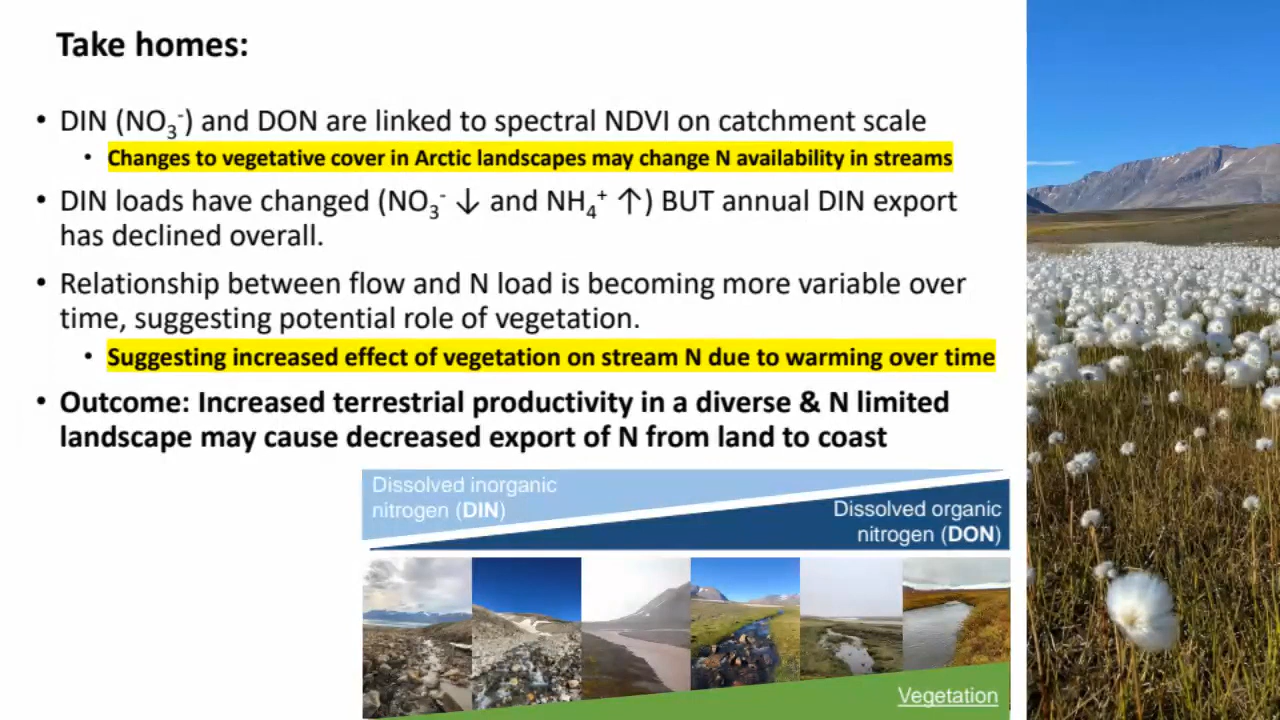 Take homes:
• DIN (NO₃⁻) and DON are linked to spectral NDVI on catchment scale
• Changes to vegetative cover in Arctic landscapes may change N availability in streams
• DIN loads have changed (NO₃⁻ ↓ and NH₄⁺ ↑) BUT annual DIN export
has declined overall.
• Relationship between flow and N load is becoming more variable over
time, suggesting potential role of vegetation.
• Suggesting increased effect of vegetation on stream N due to warming over time
• Outcome: Increased terrestrial productivity in a diverse & N limited
landscape may cause decreased export of N from land to coast
Dissolved inorganic
nitrogen (DIN)
Dissolved organic
nitrogen (DON)
Vegetation